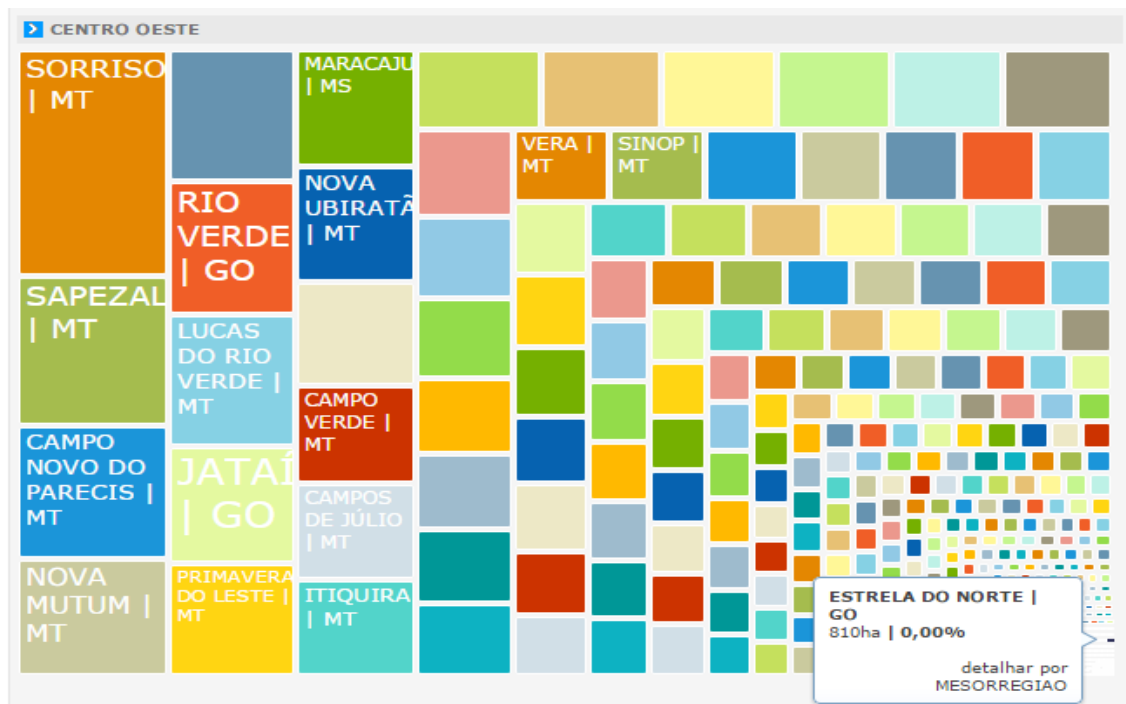 CENTRO OESTE
SORRISO
| MT
SAPEZAL
| MT
CAMPO
NOVO DO
PARECIS |
MT
NOVA
MUTUM |
MT
RIO
VERDE
| GO
LUCAS
DO RIO
VERDE |
MT
JATAÍ
| GO
PRIMAVERA
DO LESTE |
MT
MARACAJU
| MS
NOVA
UBIRATÃ
| MT
CAMPO
VERDE |
MT
CAMPOS
DE JÚLIO
| MT
ITIQUIRA
| MT
VERA |
MT
SINOP |
MT
ESTRELA DO NORTE |
GO
810ha | 0,00%
detalhar por
MESORREGIAO